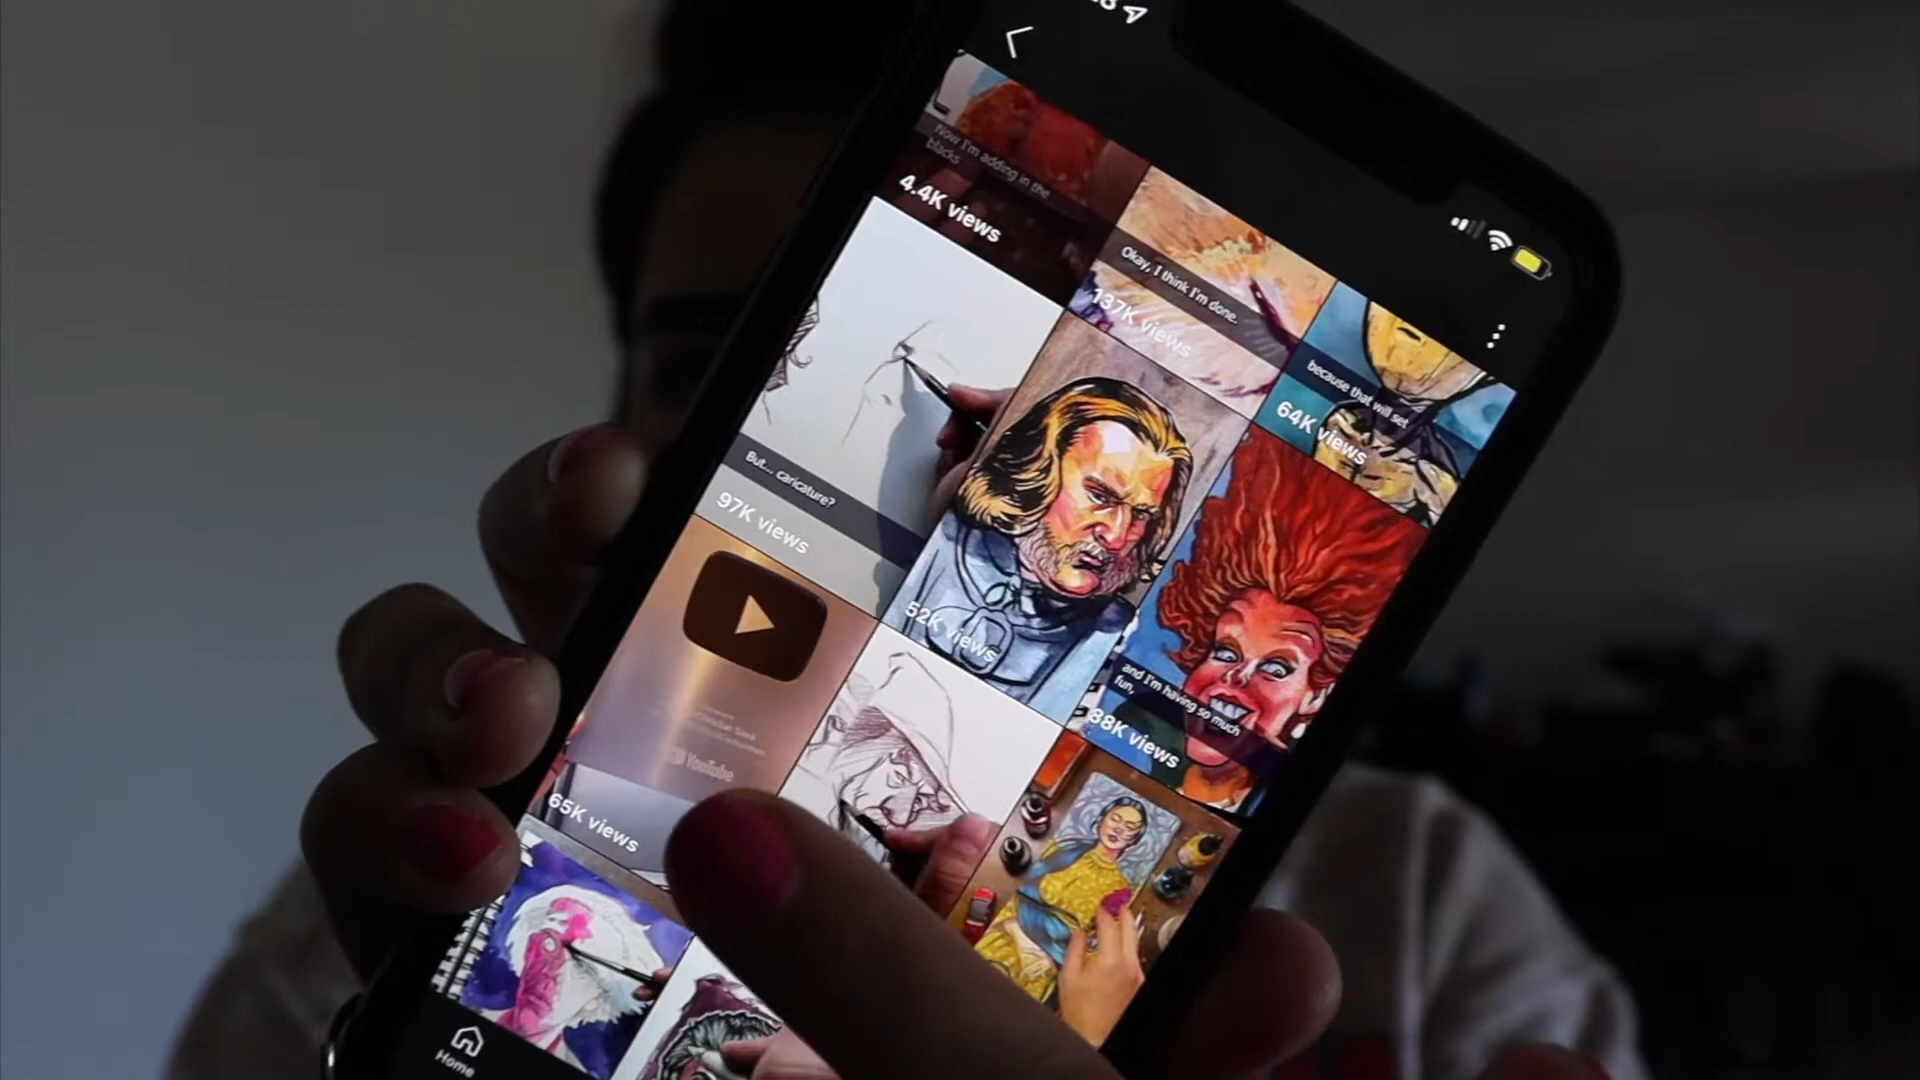 Now I'm adding in the
blacks
4.4K views
Okay, I think I'm done.
137K views
because that will set
64K views
But... caricature?
97K views
52K views
and I'm having so much
fun,
88K views
YouTube
65K views
Home